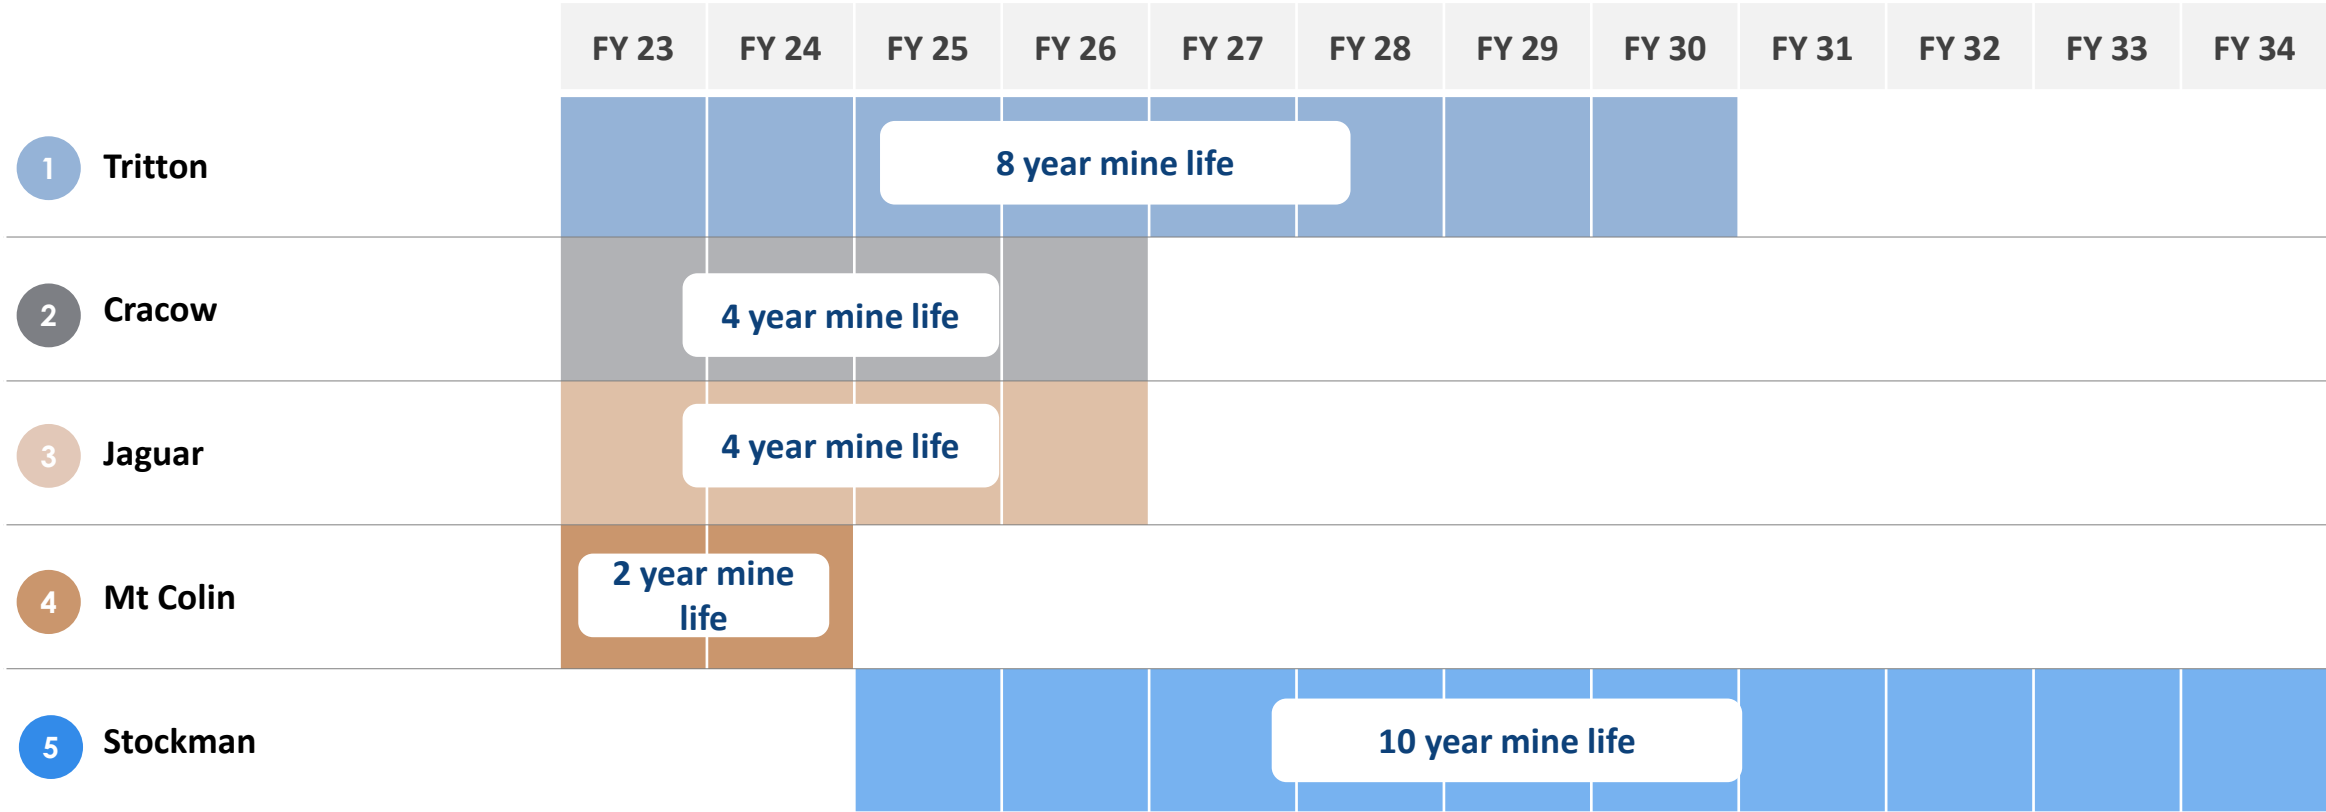 FY 23 FY 24 FY 25 FY 26 FY 27 FY 28 FY 29 FY 30 FY 31 FY 32 FY 33 FY 34
1 Tritton 8 year mine life
2 Cracow 4 year mine life
3 Jaguar 4 year mine life
4 Mt Colin 2 year mine
life
5 Stockman 10 year mine life